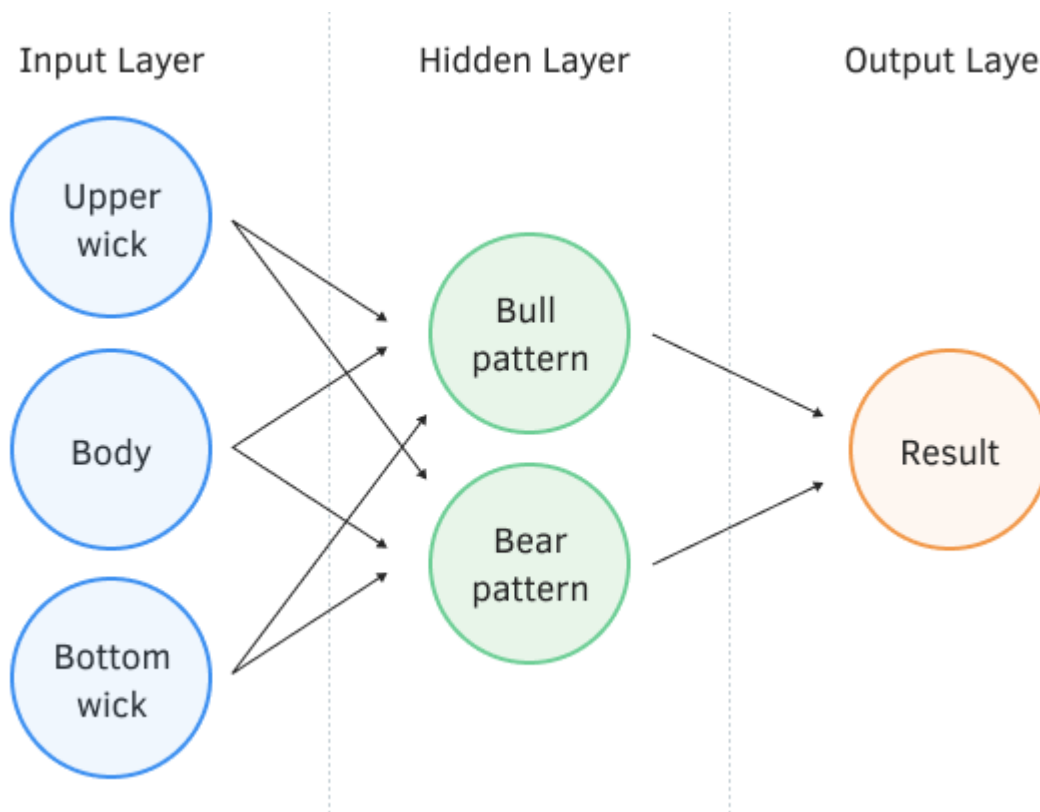 Input Layer
Hidden Layer
Output Laye
Upper
wick
Body
Bottom
wick
Bull
pattern
Bear
pattern
Result